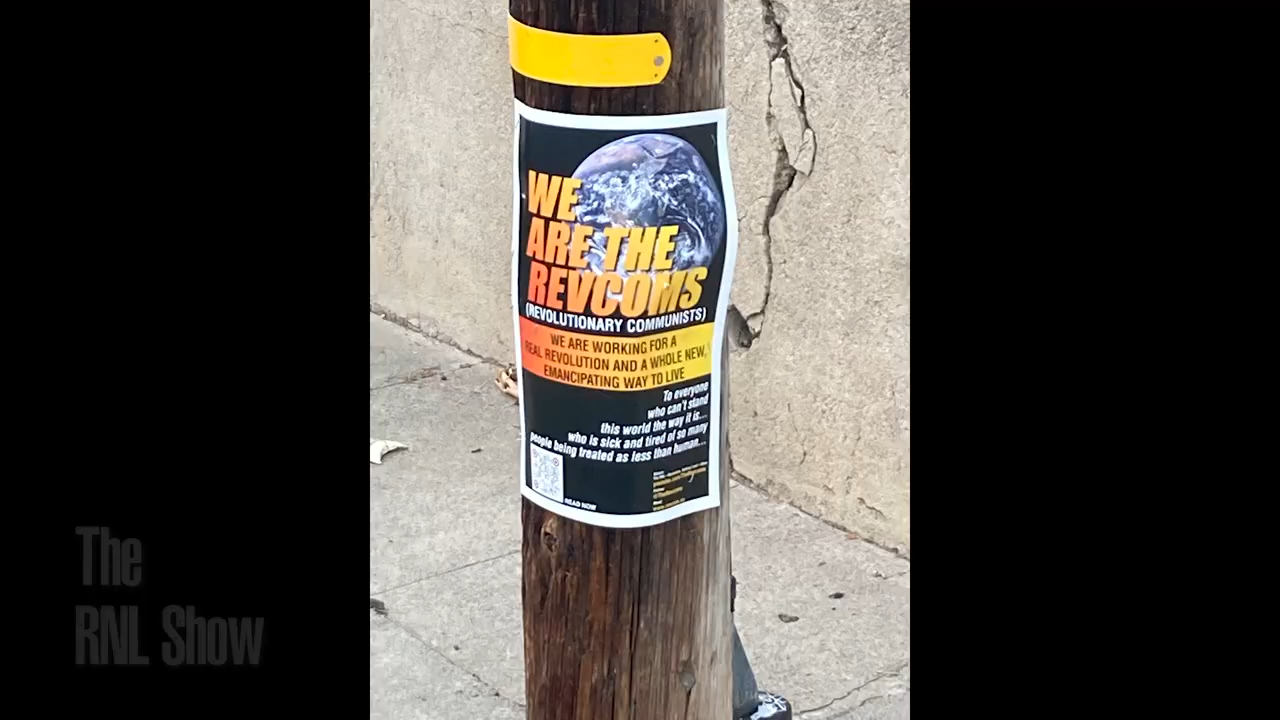 WE
ARE THE
REVCOMS
(REVOLUTIONARY COMMUNISTS)
WE ARE WORKING FOR A
REAL REVOLUTION AND A WHOLE NEW,
EMANCIPATING WAY TO LIVE
To everyone
who can't stand
this world the way it is...
who is sick and tired of so many
people being treated as less than human...
READ NOW
The
RNL Show